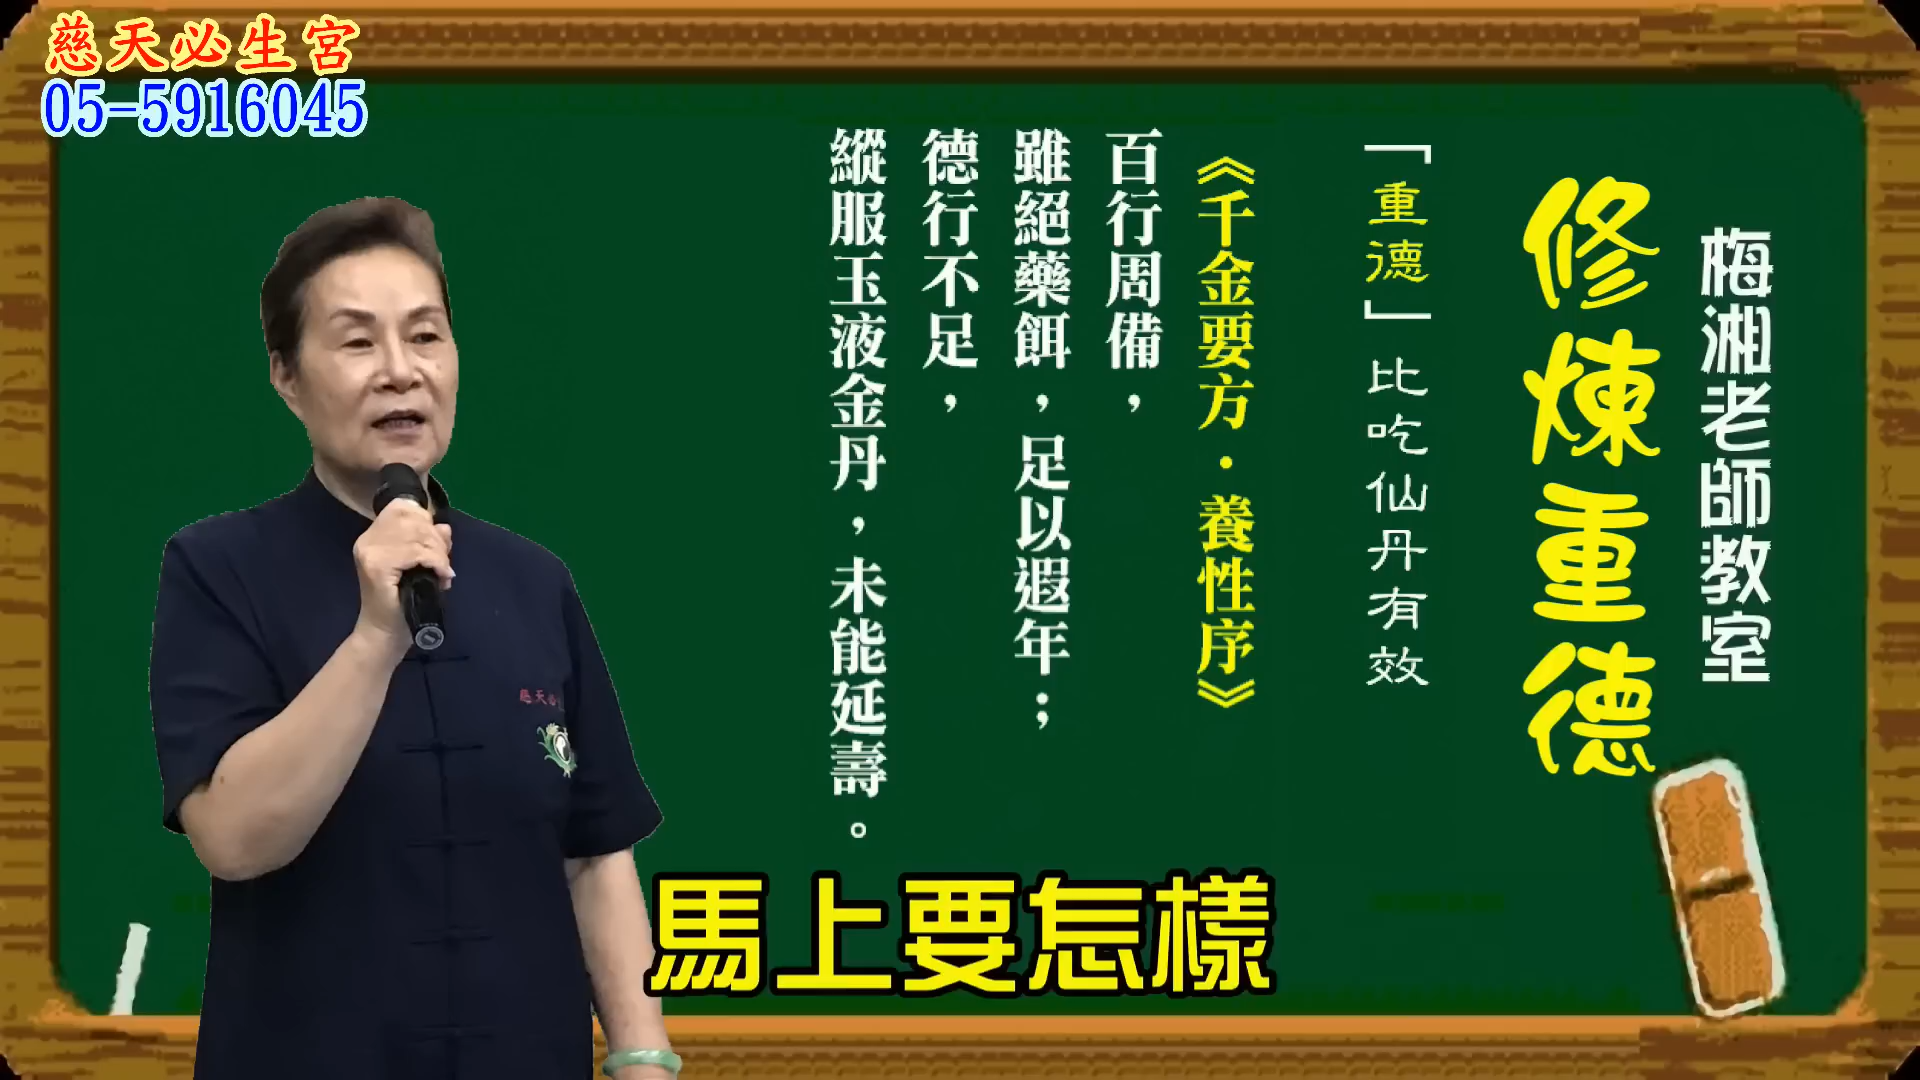 慈天必生宮
05-5916045
梅湘老師教室
修煉重德
「重德」比吃仙丹有效
《千金要方·養性序》
百行周備，
雖絕藥餌，足以遐年；
德行不足，
縱服玉液金丹，未能延壽。
慈天必
馬上要怎樣